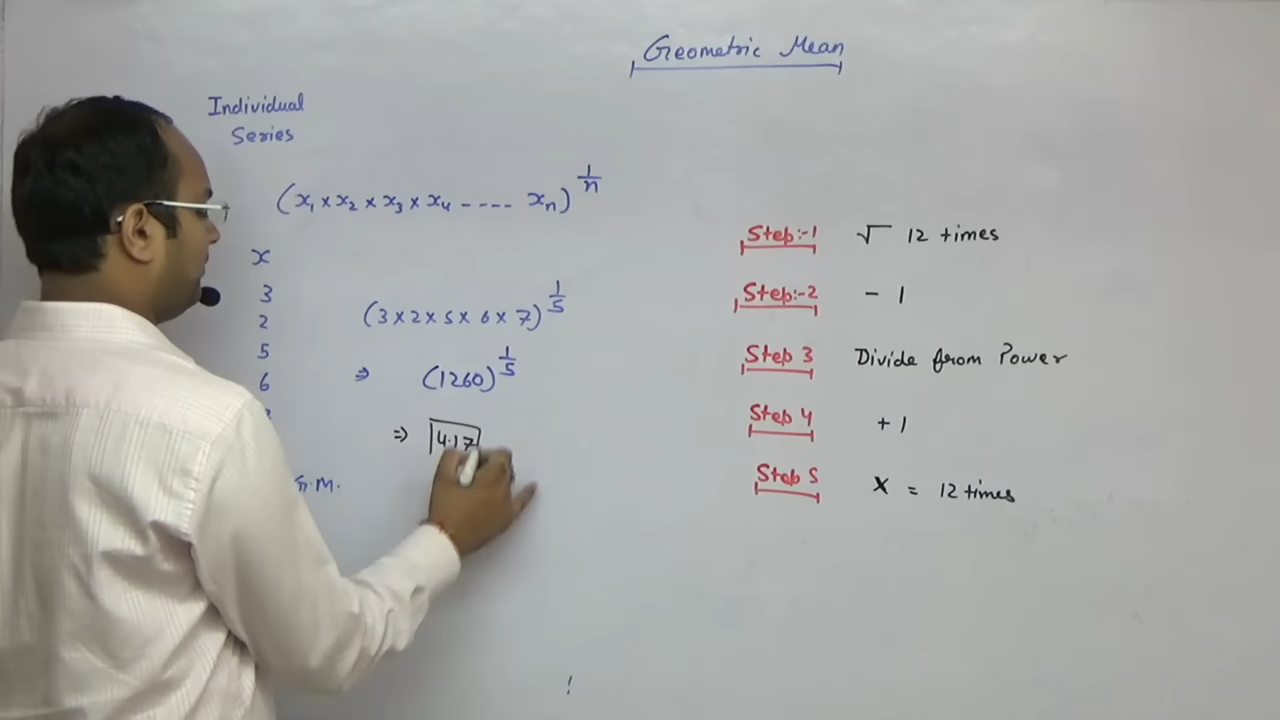 Geometric Mean
Individual
Series
(x₁ × x₂ × x₃ × x₄ ---- xₙ)^1/n
x
3
2
5
6
(3 × 2 × 5 × 6 × 7)^1/5
⇒ (1260)^1/5
⇒ 4.17
.M.
Step:-1 √ 12 times
Step:-2 - 1
Step 3 Divide from Power
Step 4 + 1
Step 5 × = 12 times